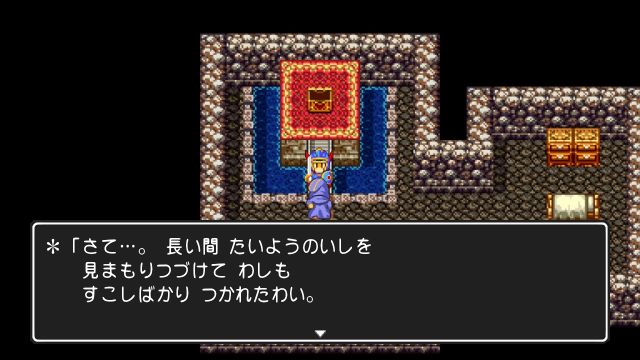 ＊「さて…。 長い間 たいようのいしを
見まもりつづけて わしも
すこしばかり つかれたわい。